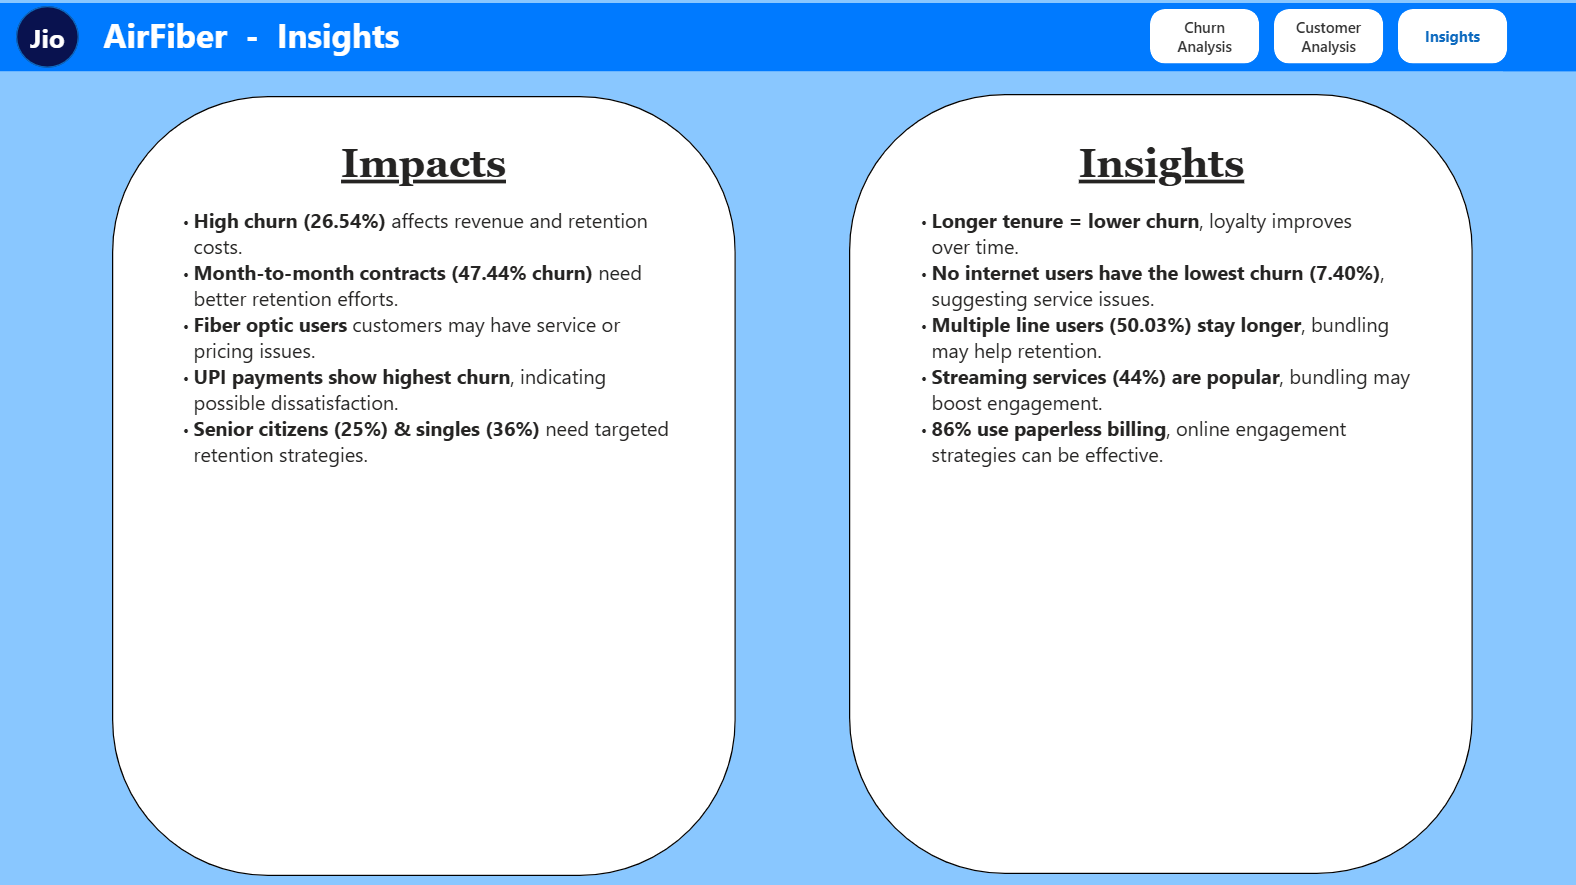 Jio
AirFiber - Insights
Churn
Analysis
Customer
Analysis
Insights
Impacts
• High churn (26.54%) affects revenue and retention
costs.
• Month-to-month contracts (47.44% churn) need
better retention efforts.
• Fiber optic users customers may have service or
pricing issues.
• UPI payments show highest churn, indicating
possible dissatisfaction.
• Senior citizens (25%) & singles (36%) need targeted
retention strategies.
Insights
• Longer tenure = lower churn, loyalty improves
over time.
• No internet users have the lowest churn (7.40%),
suggesting service issues.
• Multiple line users (50.03%) stay longer, bundling
may help retention.
• Streaming services (44%) are popular, bundling may
boost engagement.
• 86% use paperless billing, online engagement
strategies can be effective.